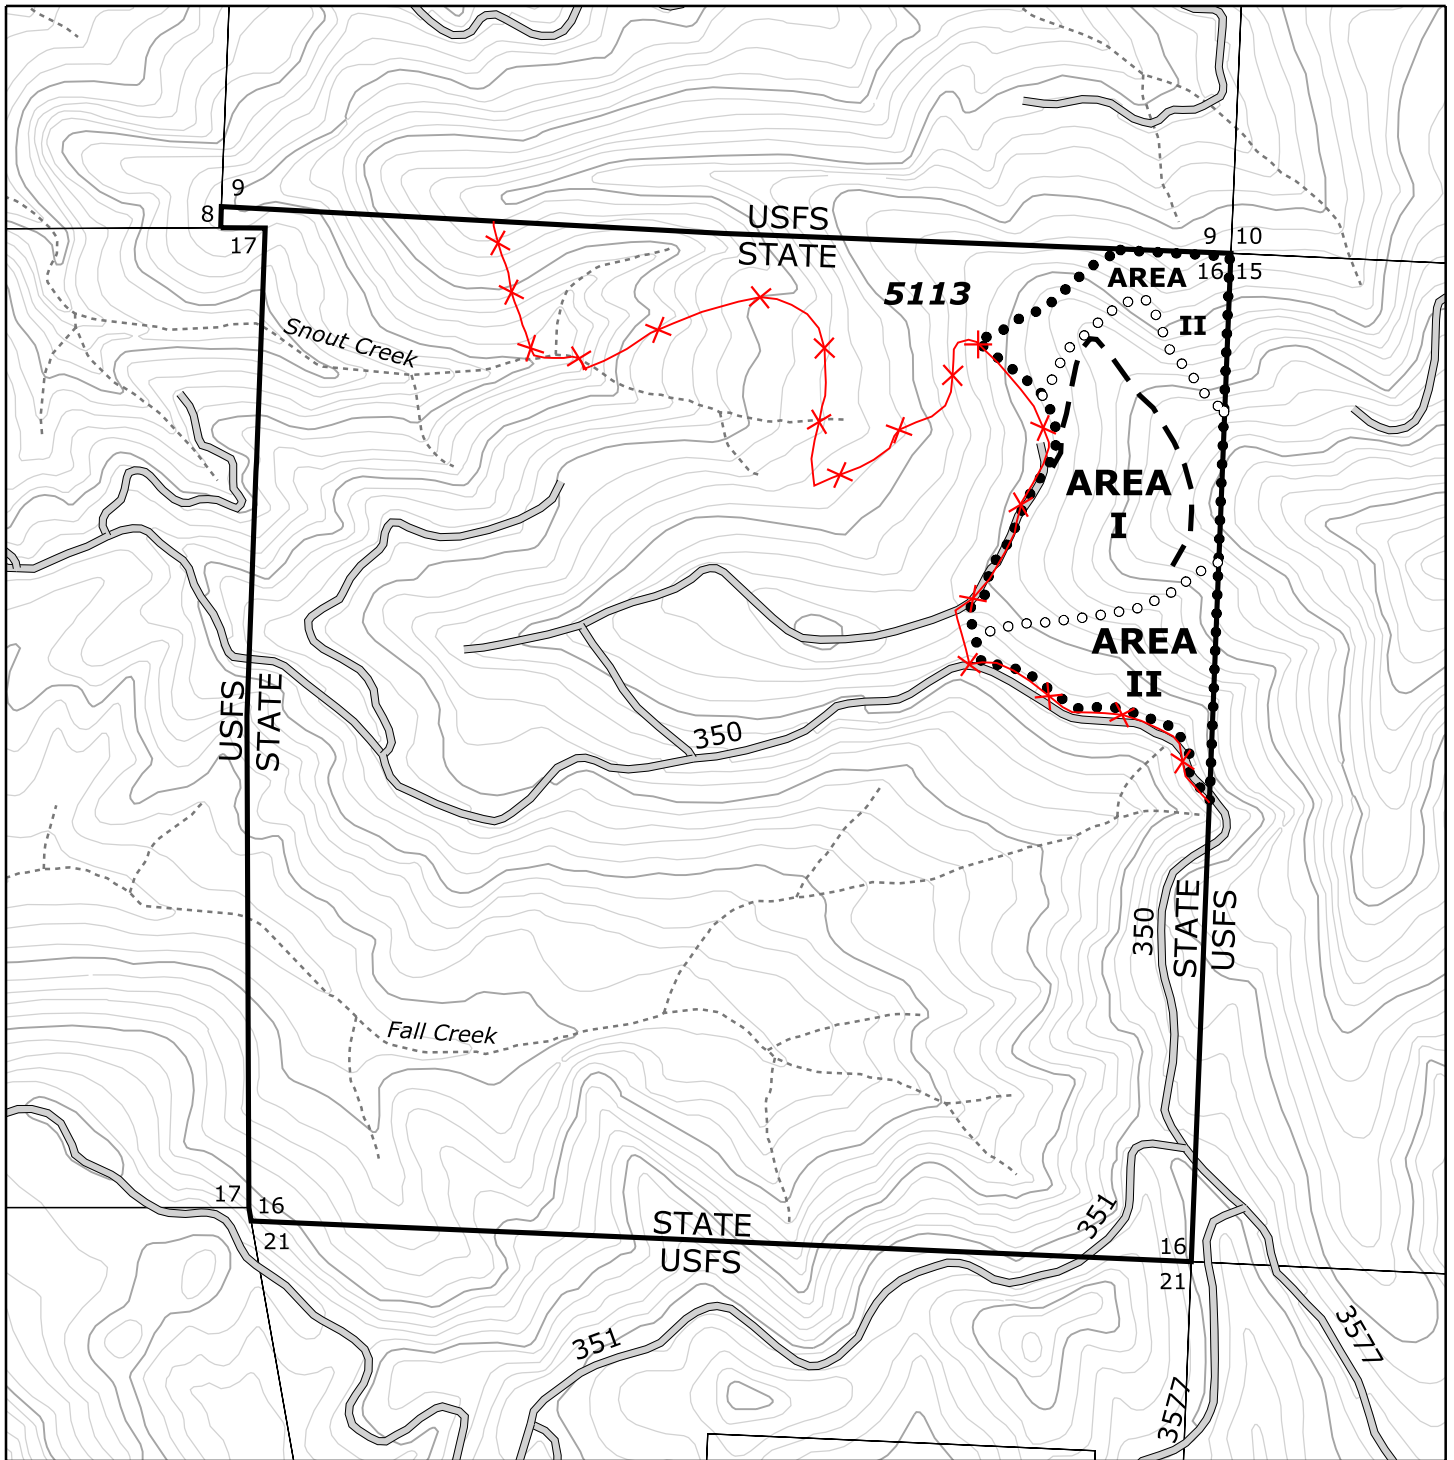 9
8
17
USFS
STATE
9 10
16 15
AREA
II
5113
Snout Creek
AREA
I
AREA
II
USFS
STATE
350
350
STATE
USFS
Fall Creek
17 16
21
STATE
USFS
351
16
21
351
3577
3577